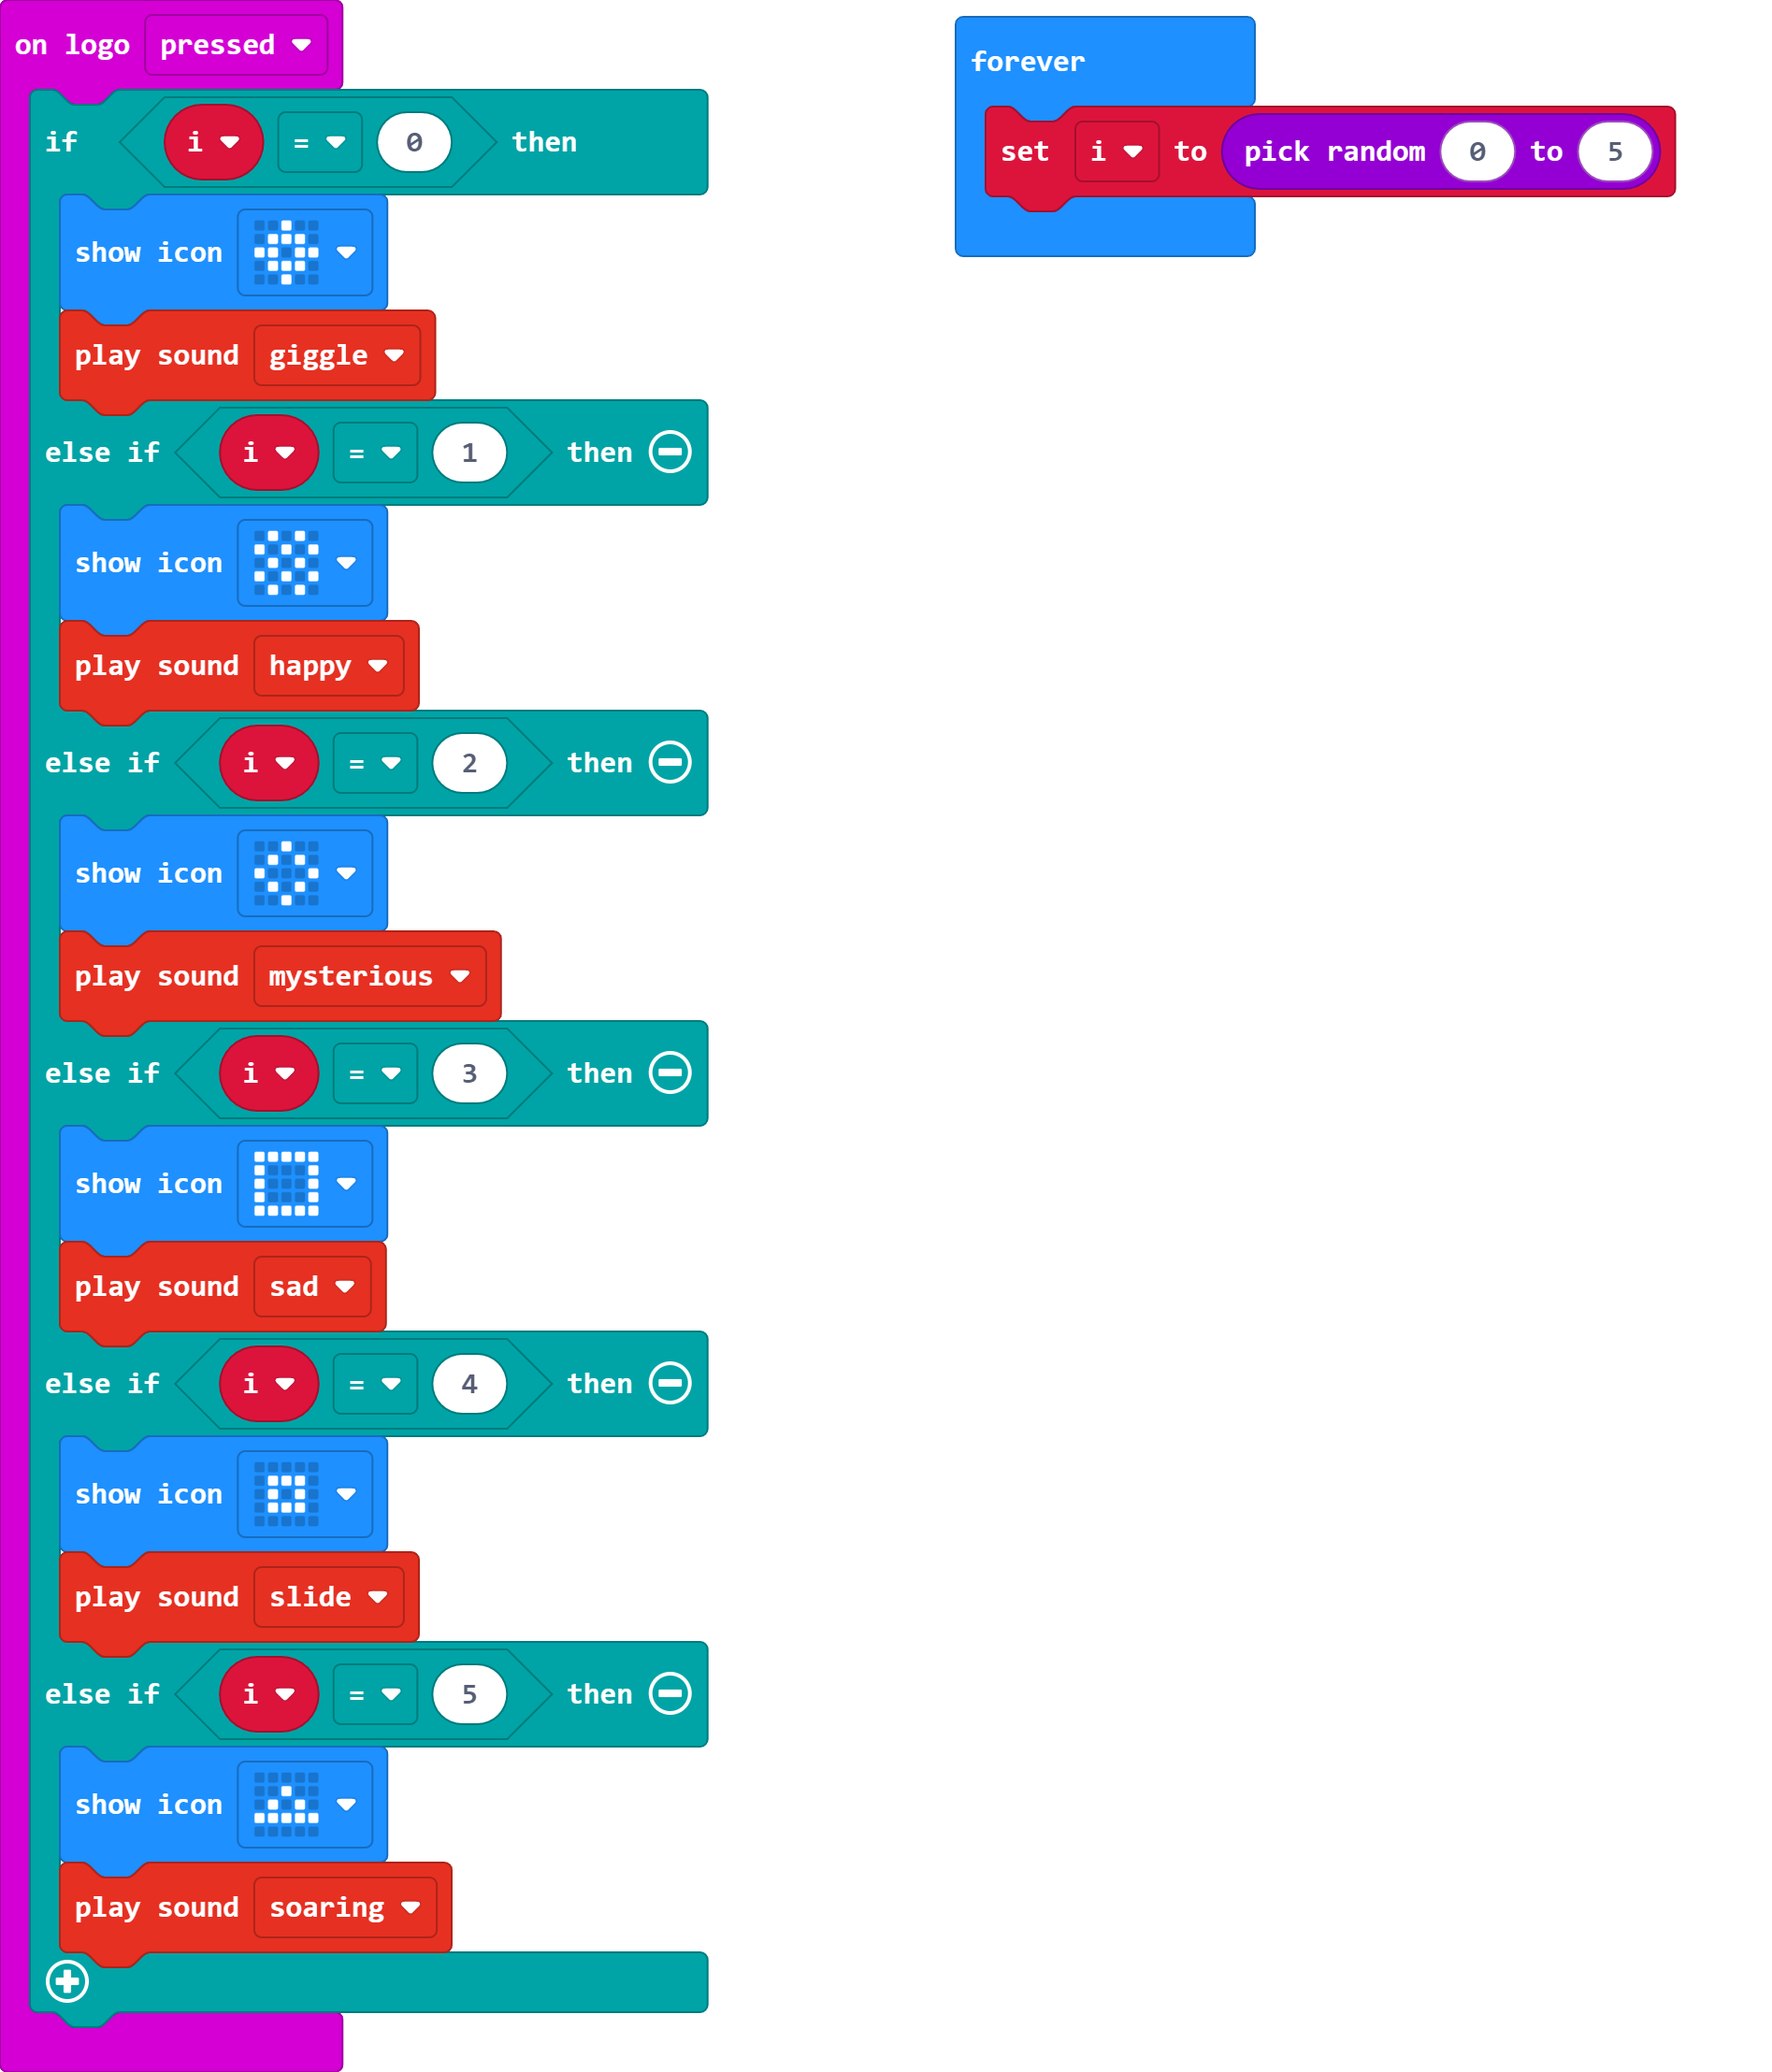 on logo pressed
if i = 0 then
show icon
play sound giggle
else if i = 1 then
show icon
play sound happy
else if i = 2 then
show icon
play sound mysterious
else if i = 3 then
show icon
play sound sad
else if i = 4 then
show icon
play sound slide
else if i = 5 then
show icon
play sound soaring
forever
set i to pick random 0 to 5